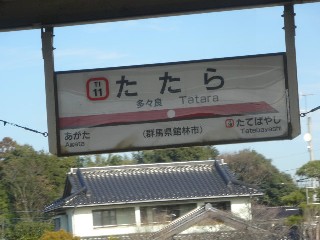 TI
11
たたら
多々良 Tatara
あがた
Agata
(群馬県館林市)
TI
10
たてばやし
Tatebayashi